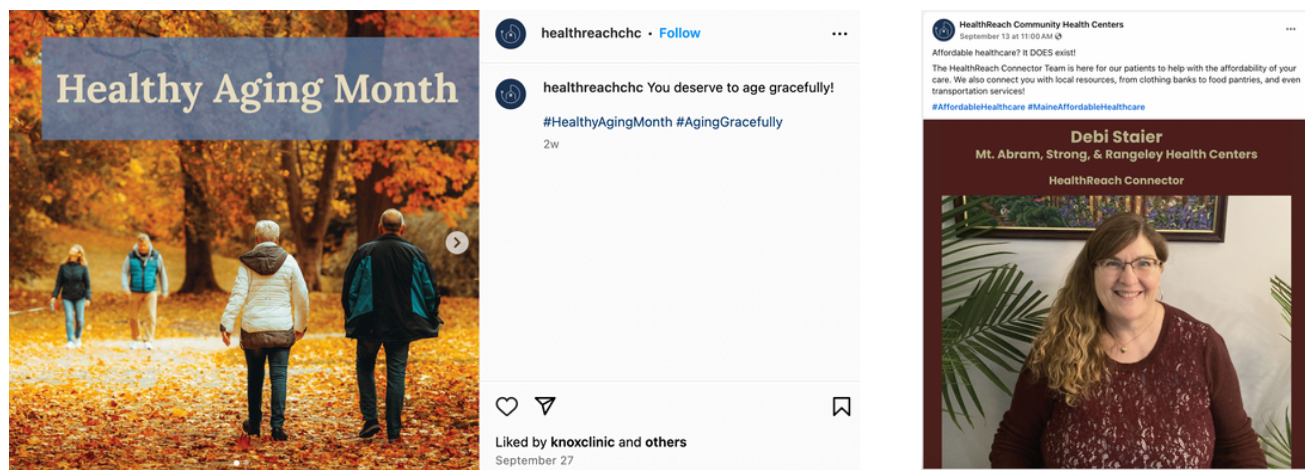 Healthy Aging Month
healthreachchc • Follow
healthreachchc You deserve to age gracefully!
#HealthyAgingMonth #AgingGracefully
2w
Liked by knoxclinic and others
September 27
HealthReach Community Health Centers
September 13 at 11:00 AM
Affordable healthcare? It DOES exist!
The HealthReach Connector Team is here for our patients to help with the affordability of your
care. We also connect you with local resources, from clothing banks to food pantries, and even
transportation services!
#AffordableHealthcare #MaineAffordableHealthcare
Debi Staier
Mt. Abram, Strong, & Rangeley Health Centers
HealthReach Connector